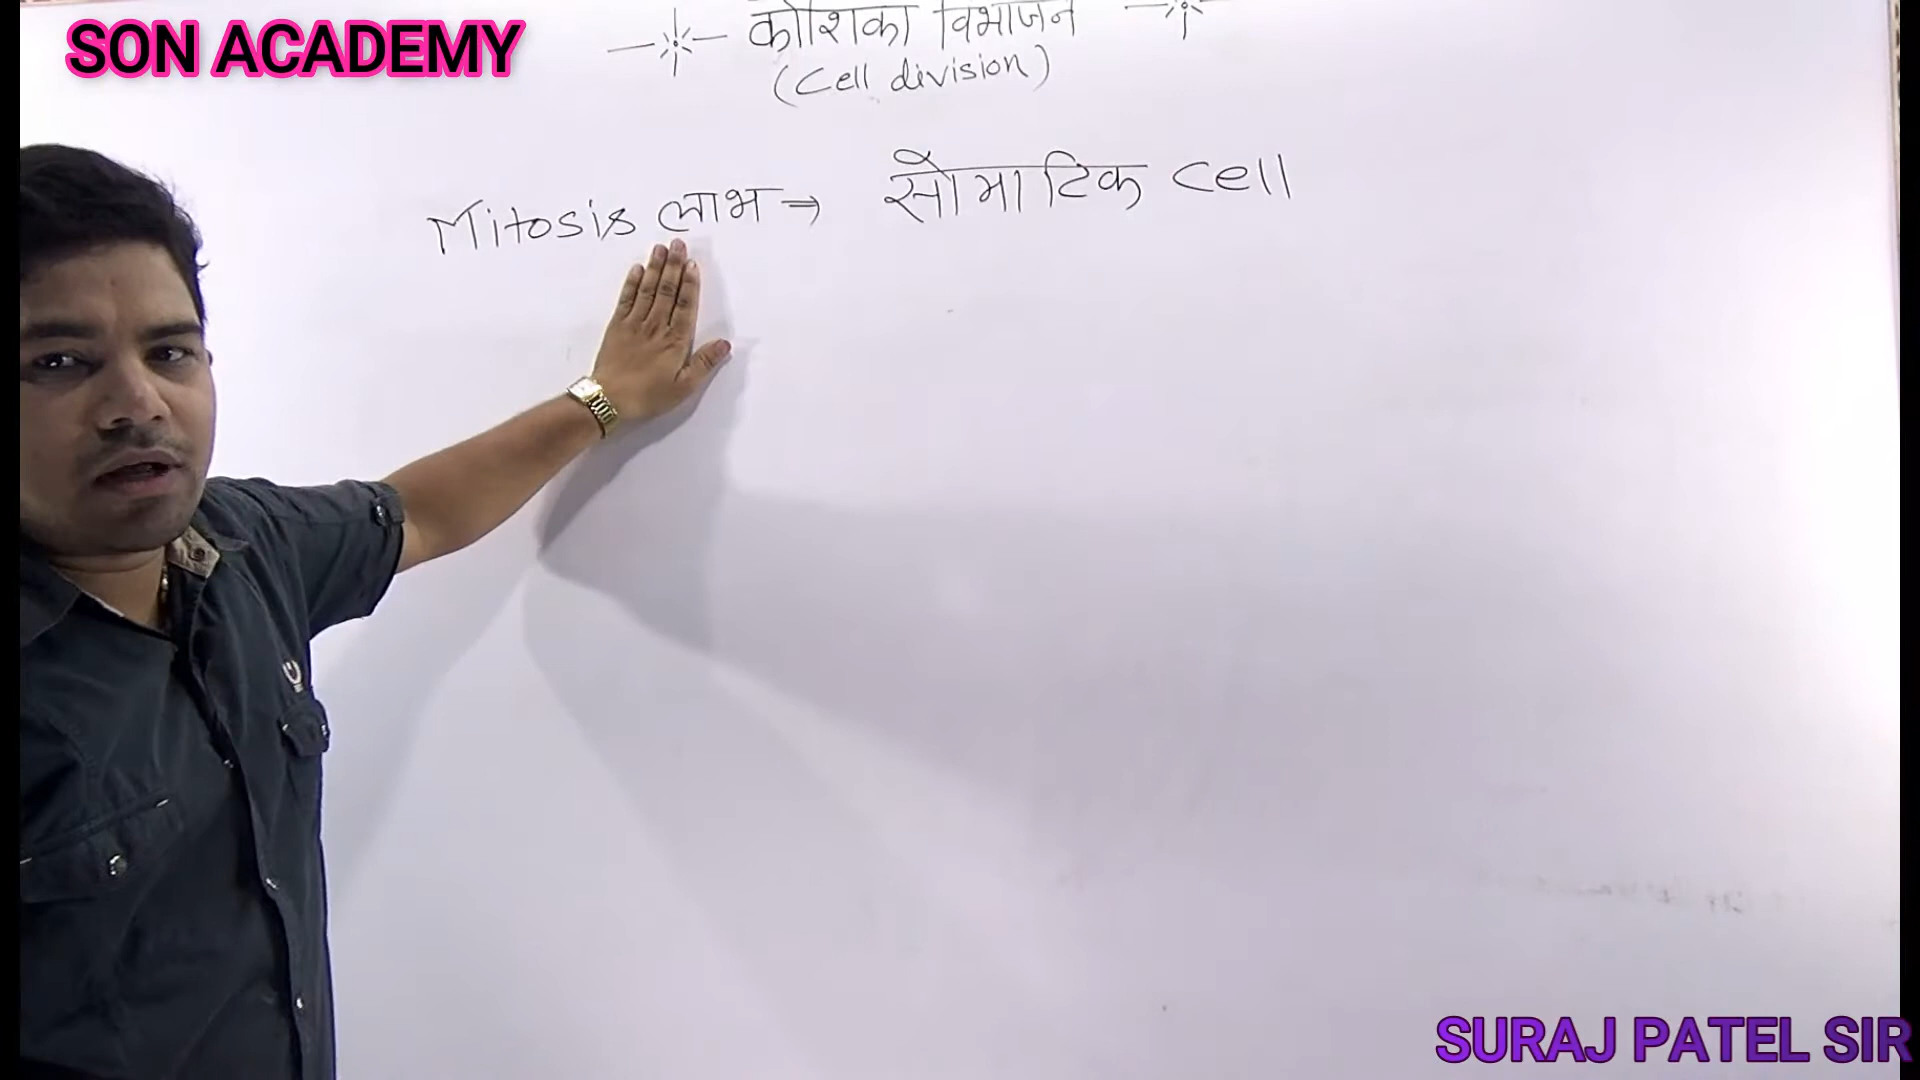 SON ACADEMY
कोशिका विभाजन
(Cell division)
Mitosis लाभ → सोमाटिक Cell
SURAJ PATEL SIR